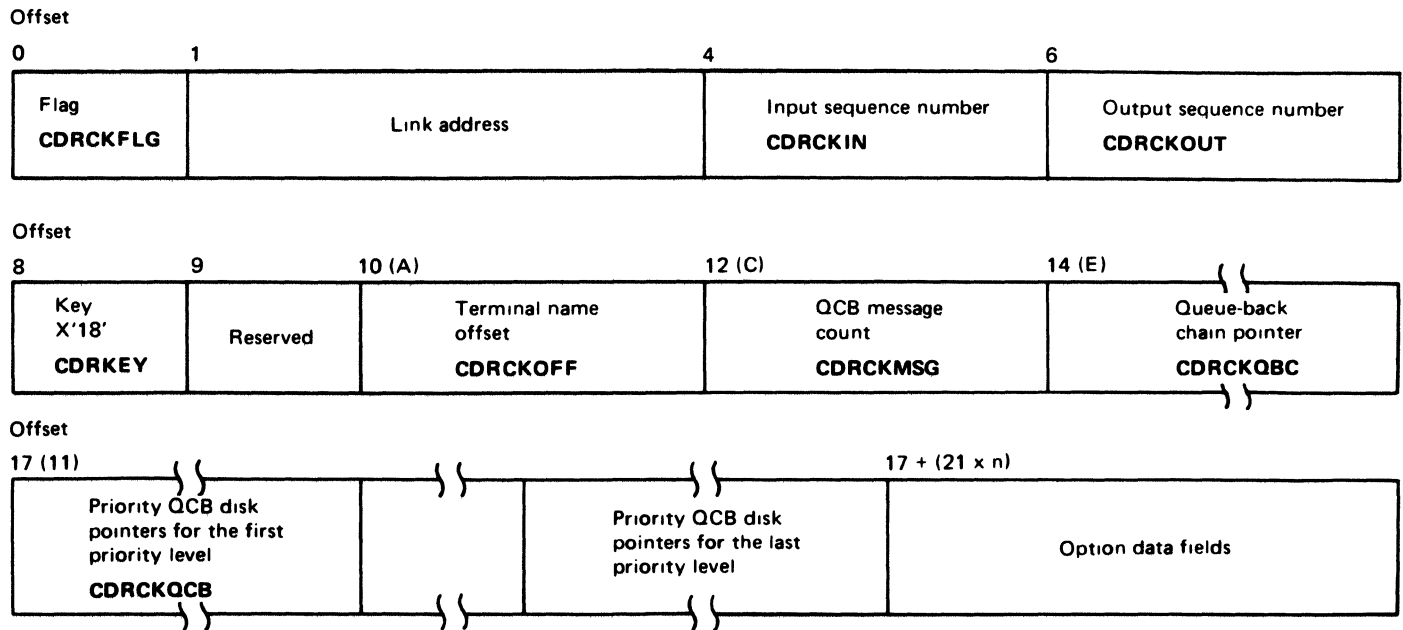 Offset
0 1 4 6
Flag
CDRCKFLG
Link address
Input sequence number
CDRCKIN
Output sequence number
CDRCKOUT
Offset
8 9 10 (A) 12 (C) 14 (E)
Key
X'18'
CDRKEY
Reserved
Terminal name
offset
CDRCKOFF
QCB message
count
CDRCKMSG
Queue-back
chain pointer
CDRCKQBC
Offset
17 (11) 17 + (21 x n)
Priority QCB disk
pointers for the first
priority level
CDRCKQCB
Priority QCB disk
pointers for the last
priority level
Option data fields